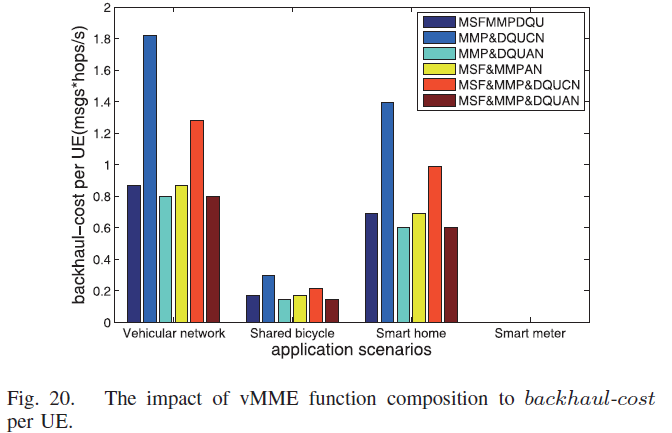 2
1.8
1.6
1.4
1.2
1
0.8
0.6
0.4
0.2
0
backhaul−cost per UE(msgs*hops/s)
MSFMMPDQU
MMP&DQUCN
MMP&DQUAN
MSF&MMPAN
MSF&MMP&DQUCN
MSF&MMP&DQUAN
Vehicular network Shared bicycle Smart home Smart meter
application scenarios
Fig. 20. The impact of vMME function composition to backhaul-cost
per UE.